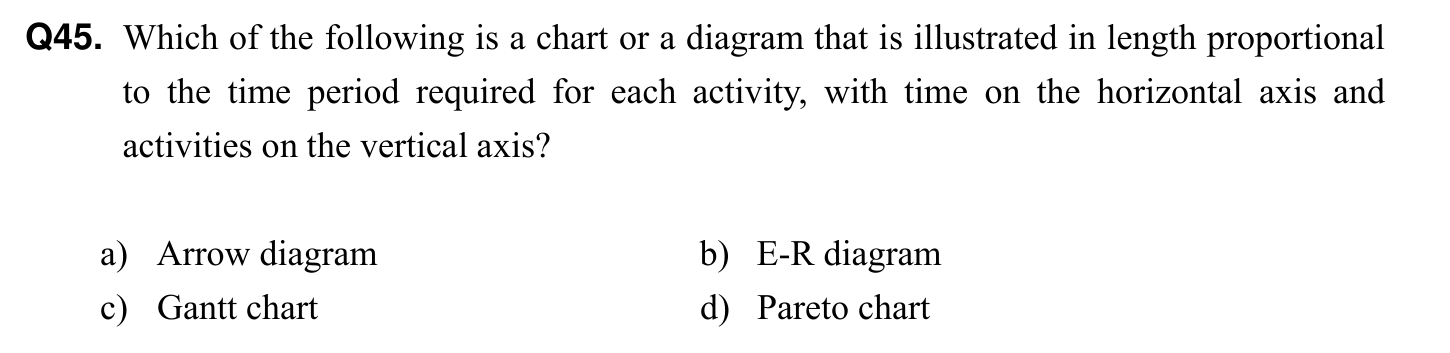 Q45. Which of the following is a chart or a diagram that is illustrated in length proportional
to the time period required for each activity, with time on the horizontal axis and
activities on the vertical axis?
a) Arrow diagram b) E-R diagram
c) Gantt chart d) Pareto chart